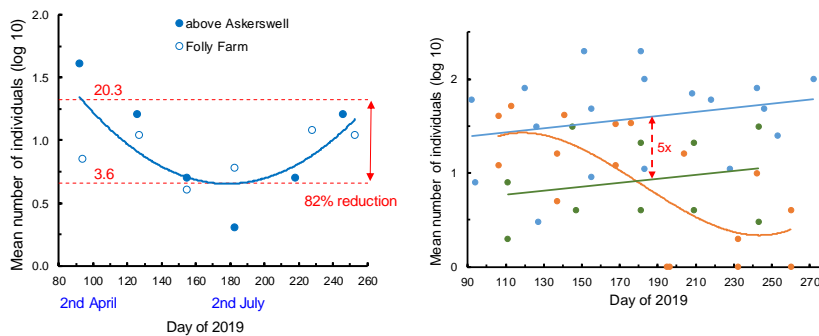 above Askerswell
Folly Farm
Mean number of individuals (log 10)
2.0
1.5
1.0
0.5
0.0
20.3
3.6
82% reduction
80 100 120 140 160 180 200 220 240 260
2nd April 2nd July
Day of 2019
Mean number of individuals (log 10)
2
1
0
5x
90 110 130 150 170 190 210 230 250 270
Day of 2019